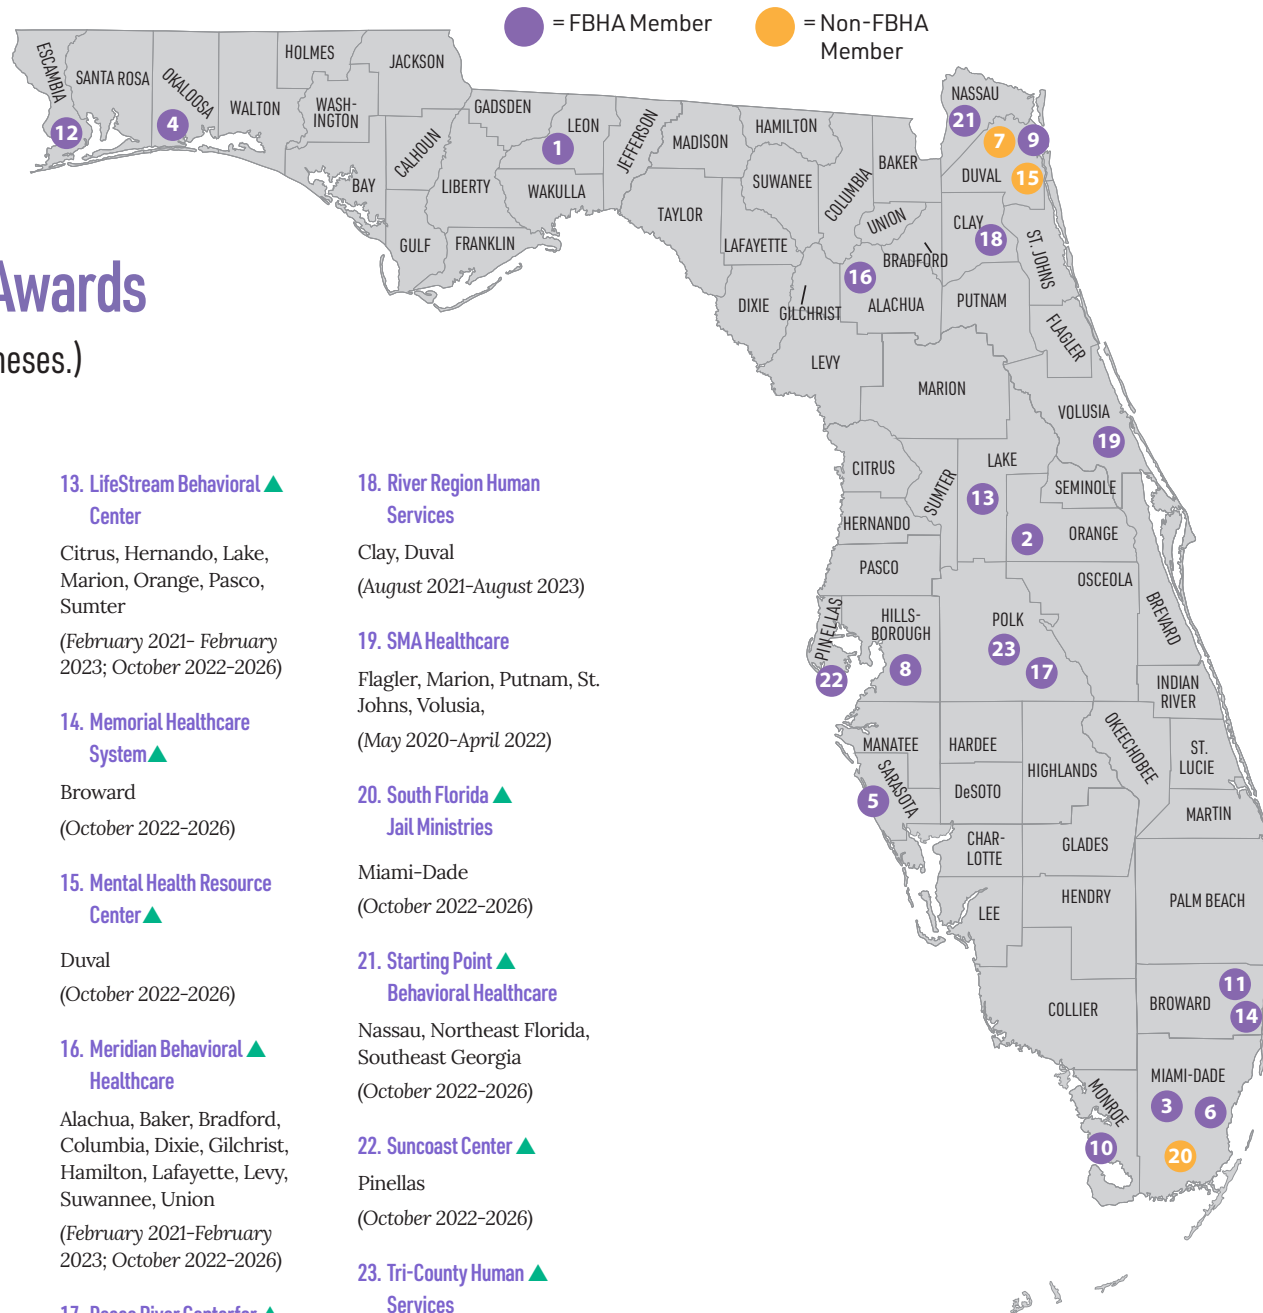 = FBHA Member
= Non-FBHA
Member
ESCAMBIA
SANTA ROSA
OKALOOSA
WALTON
HOLMES
WASH-
INGTON
JACKSON
BAY
CALHOUN
GULF
GADSDEN
LIBERTY
FRANKLIN
LEON
WAKULLA
JEFFERSON
MADISON
TAYLOR
HAMILTON
SUWANEE
LAFAYETTE
DIXIE
COLUMBIA
GILCHRIST
BAKER
UNION
BRADFORD
ALACHUA
LEVY
NASSAU
DUVAL
CLAY
ST. JOHNS
PUTNAM
FLAGLER
MARION
VOLUSIA
CITRUS
SUMTER
LAKE
SEMINOLE
HERNANDO
ORANGE
PASCO
OSCEOLA
BREVARD
PINELLAS
HILLS-
BOROUGH
POLK
INDIAN
RIVER
MANATEE
HARDEE
HIGHLANDS
OKEECHOBEE
ST.
LUCIE
SARASOTA
DeSOTO
MARTIN
CHAR-
LOTTE
GLADES
LEE
HENDRY
PALM BEACH
COLLIER
BROWARD
MONROE
MIAMI-DADE
12
4
1
21
7
9
15
18
16
19
13
2
23
17
8
22
5
11
14
3
6
10
20
Awards
heses.)
13. LifeStream Behavioral
Center
Citrus, Hernando, Lake,
Marion, Orange, Pasco,
Sumter
(February 2021- February
2023; October 2022-2026)
14. Memorial Healthcare
System
Broward
(October 2022-2026)
15. Mental Health Resource
Center
Duval
(October 2022-2026)
16. Meridian Behavioral
Healthcare
Alachua, Baker, Bradford,
Columbia, Dixie, Gilchrist,
Hamilton, Lafayette, Levy,
Suwannee, Union
(February 2021-February
2023; October 2022-2026)
17. Peace River Centerfor
18. River Region Human
Services
Clay, Duval
(August 2021-August 2023)
19. SMA Healthcare
Flagler, Marion, Putnam, St.
Johns, Volusia,
(May 2020-April 2022)
20. South Florida
Jail Ministries
Miami-Dade
(October 2022-2026)
21. Starting Point
Behavioral Healthcare
Nassau, Northeast Florida,
Southeast Georgia
(October 2022-2026)
22. Suncoast Center
Pinellas
(October 2022-2026)
23. Tri-County Human
Services